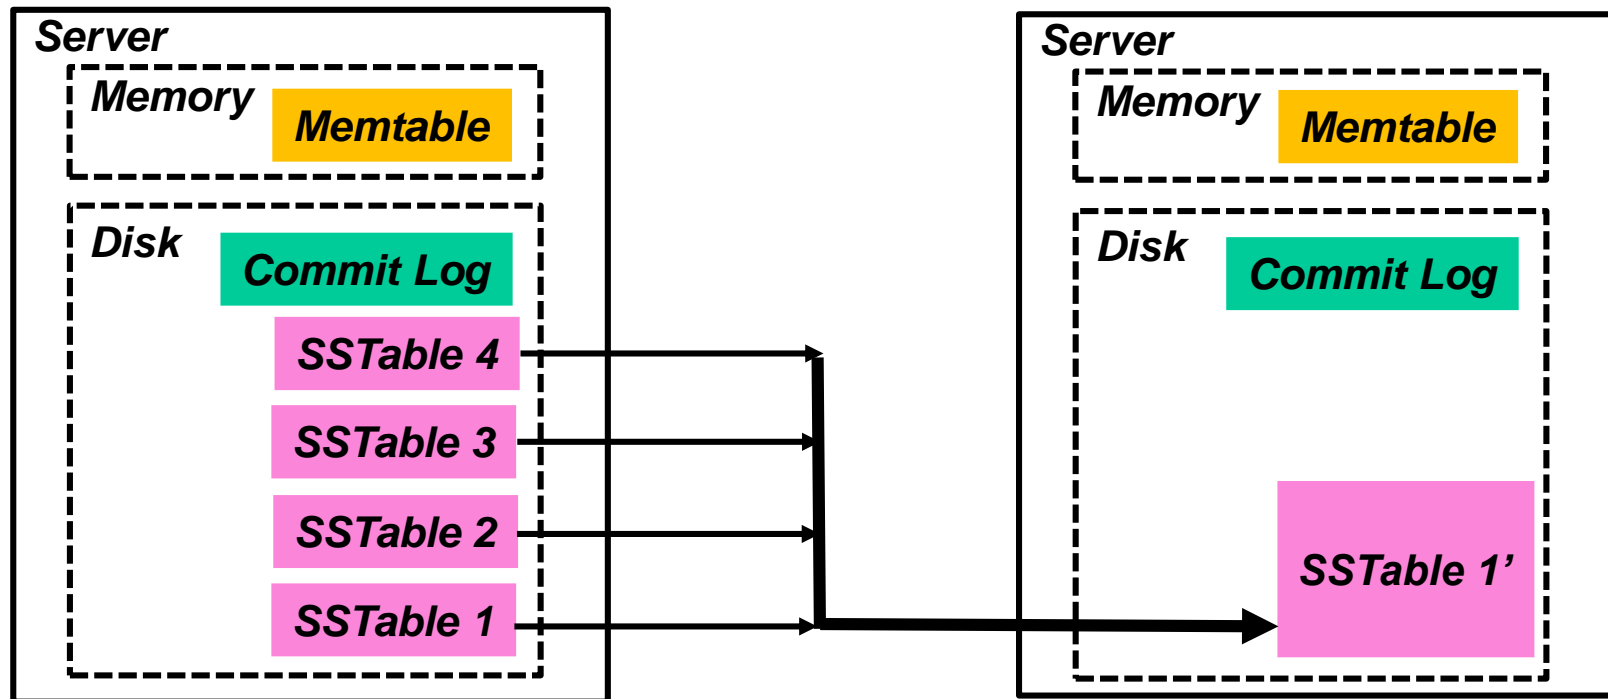 Server
Memory
Memtable
Disk
Commit Log
SSTable 4
SSTable 3
SSTable 2
SSTable 1
Server
Memory
Memtable
Disk
Commit Log
SSTable 1’